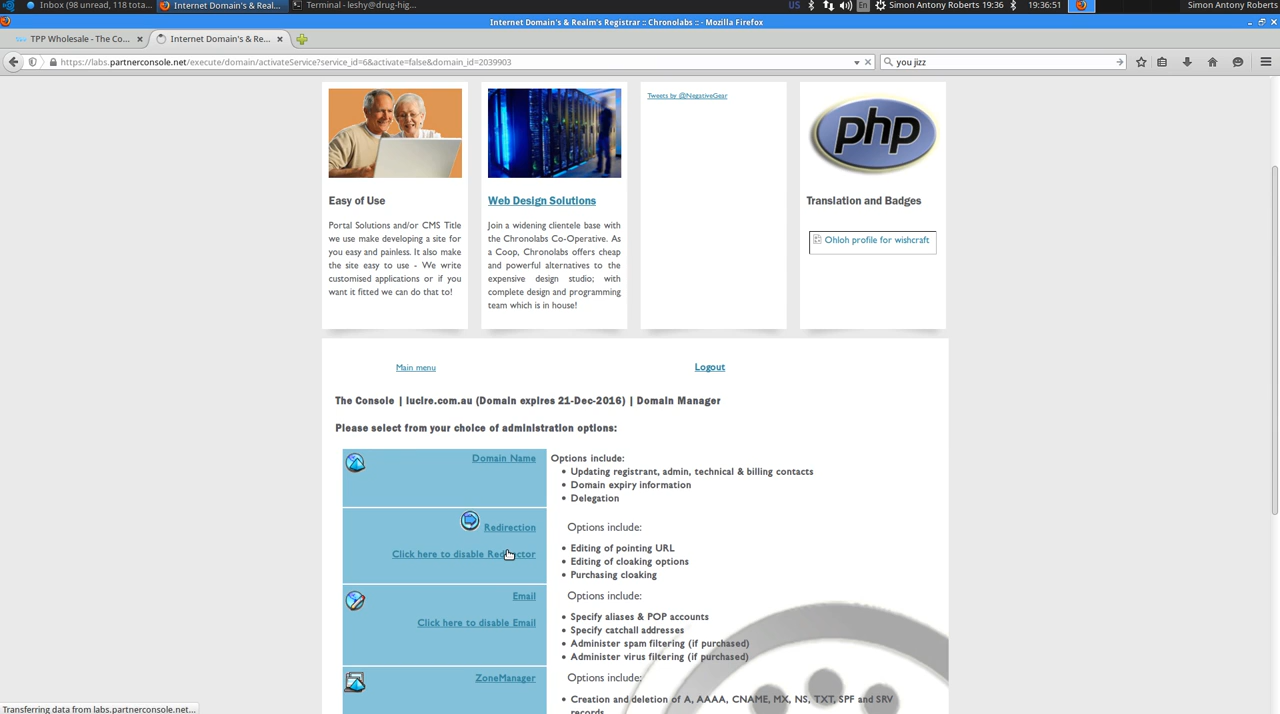 Inbox (98 unread, 118 tota...
Internet Domain's & Real...
Terminal - leshy@drug-hig...
US
En
Simon Antony Roberts 19:36
19:36:51
Simon Antony Roberts
Internet Domain's & Realm's Registrar :: Chronolabs :: - Mozilla Firefox
TPP Wholesale - The Co...
Internet Domain's & Re...
https://labs.partnerconsole.net/execute/domain/activateService?service_id=6&activate=false&domain_id=2039903
you jizz
Easy of Use
Portal Solutions and/or CMS Title
we use make developing a site for
you easy and painless. It also make
the site easy to use - We write
customised applications or if you
want it fitted we can do that to!
Web Design Solutions
Join a widening clientele base with
the Chronolabs Co-Operative. As
a Coop, Chronolabs offers cheap
and powerful alternatives to the
expensive design studio; with
complete design and programming
team which is in house!
Tweets by @NegativeGear
php
Translation and Badges
Ohloh profile for wishcraft
Main menu
Logout
The Console | lucire.com.au (Domain expires 21-Dec-2016) | Domain Manager
Please select from your choice of administration options:
Domain Name
Options include:
• Updating registrant, admin, technical & billing contacts
• Domain expiry information
• Delegation
Redirection
Click here to disable Redirector
Options include:
• Editing of pointing URL
• Editing of cloaking options
• Purchasing cloaking
Email
Click here to disable Email
Options include:
• Specify aliases & POP accounts
• Specify catchall addresses
• Administer spam filtering (if purchased)
• Administer virus filtering (if purchased)
ZoneManager
Options include:
• Creation and deletion of A, AAAA, CNAME, MX, NS, TXT, SPF and SRV
records
Transferring data from labs.partnerconsole.net...